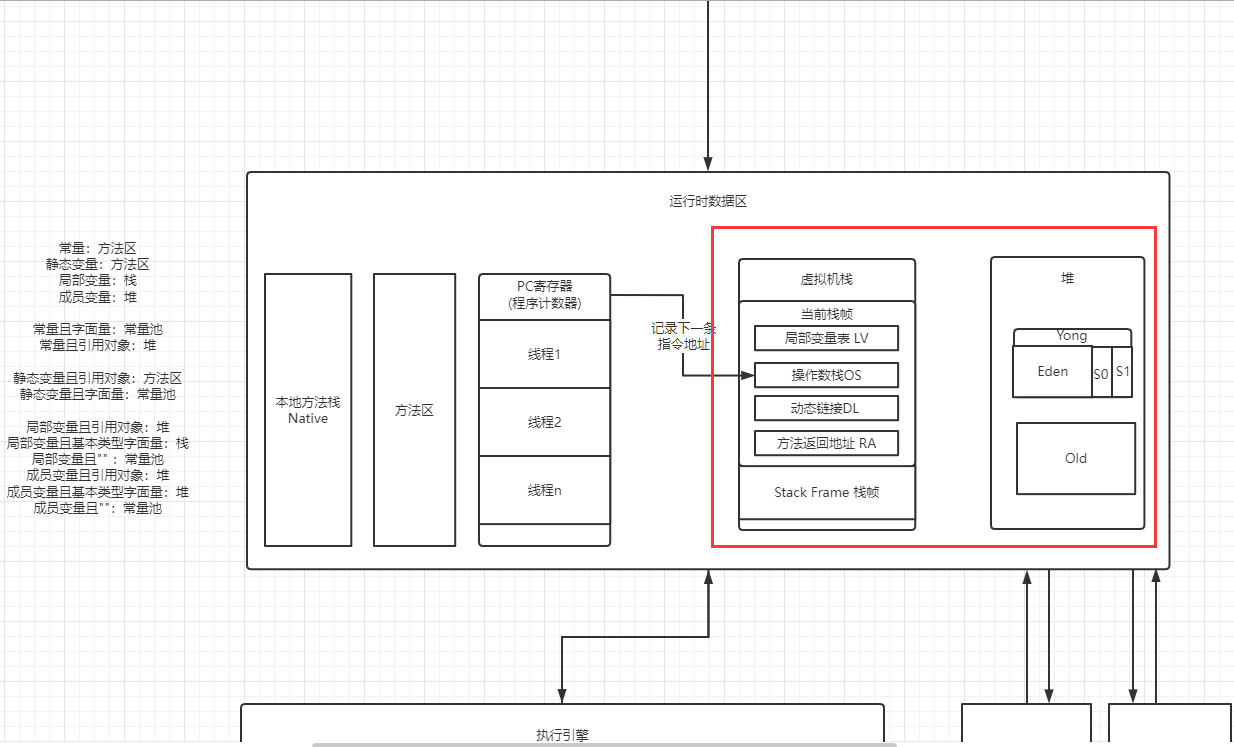 运行时数据区
常量：方法区
静态变量：方法区
局部变量：栈
成员变量：堆
常量且字面量：常量池
常量且引用对象：堆
静态变量且引用对象：方法区
静态变量且字面量：常量池
局部变量且引用对象：堆
局部变量且基本类型字面量：栈
局部变量且""：常量池
成员变量且引用对象：堆
成员变量且基本类型字面量：堆
成员变量且""：常量池
本地方法栈
Native
方法区
PC寄存器
(程序计数器)
线程1
线程2
线程n
记录下一条
指令地址
虚拟机栈
当前栈帧
局部变量表 LV
操作数栈OS
动态链接DL
方法返回地址 RA
Stack Frame 栈帧
堆
Yong
Eden
S0
S1
Old
执行引擎